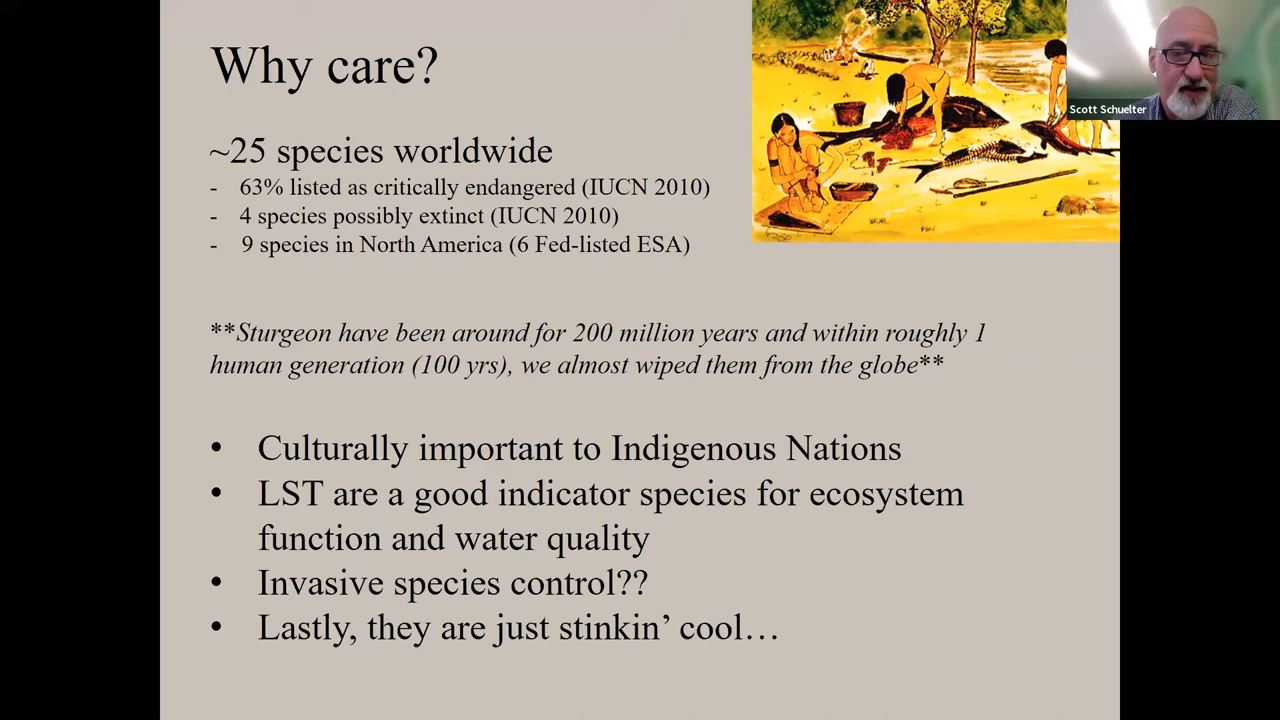 Why care?
Scott Schuelter
~25 species worldwide
- 63% listed as critically endangered (IUCN 2010)
- 4 species possibly extinct (IUCN 2010)
- 9 species in North America (6 Fed-listed ESA)
**Sturgeon have been around for 200 million years and within roughly 1
human generation (100 yrs), we almost wiped them from the globe**
• Culturally important to Indigenous Nations
• LST are a good indicator species for ecosystem
function and water quality
• Invasive species control??
• Lastly, they are just stinkin’ cool…